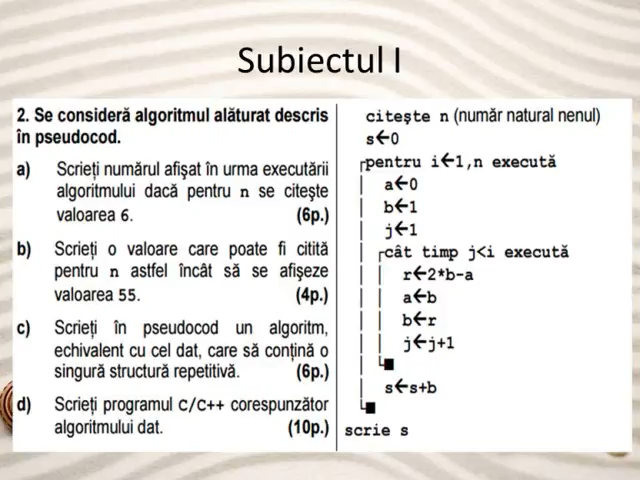 Subiectul I
2. Se consideră algoritmul alăturat descris
în pseudocod.
a) Scrieți numărul afișat în urma executării
algoritmului dacă pentru n se citește
valoarea 6. (6p.)
b) Scrieți o valoare care poate fi citită
pentru n astfel încât să se afișeze
valoarea 55. (4p.)
c) Scrieți în pseudocod un algoritm,
echivalent cu cel dat, care să conțină o
singură structură repetitivă. (6p.)
d) Scrieți programul C/C++ corespunzător
algoritmului dat. (10p.)
citește n (număr natural nenul)
s←0
pentru i←1,n execută
a←0
b←1
j←1
cât timp j<i execută
r←2*b-a
a←b
b←r
j←j+1
■
s←s+b
■
scrie s